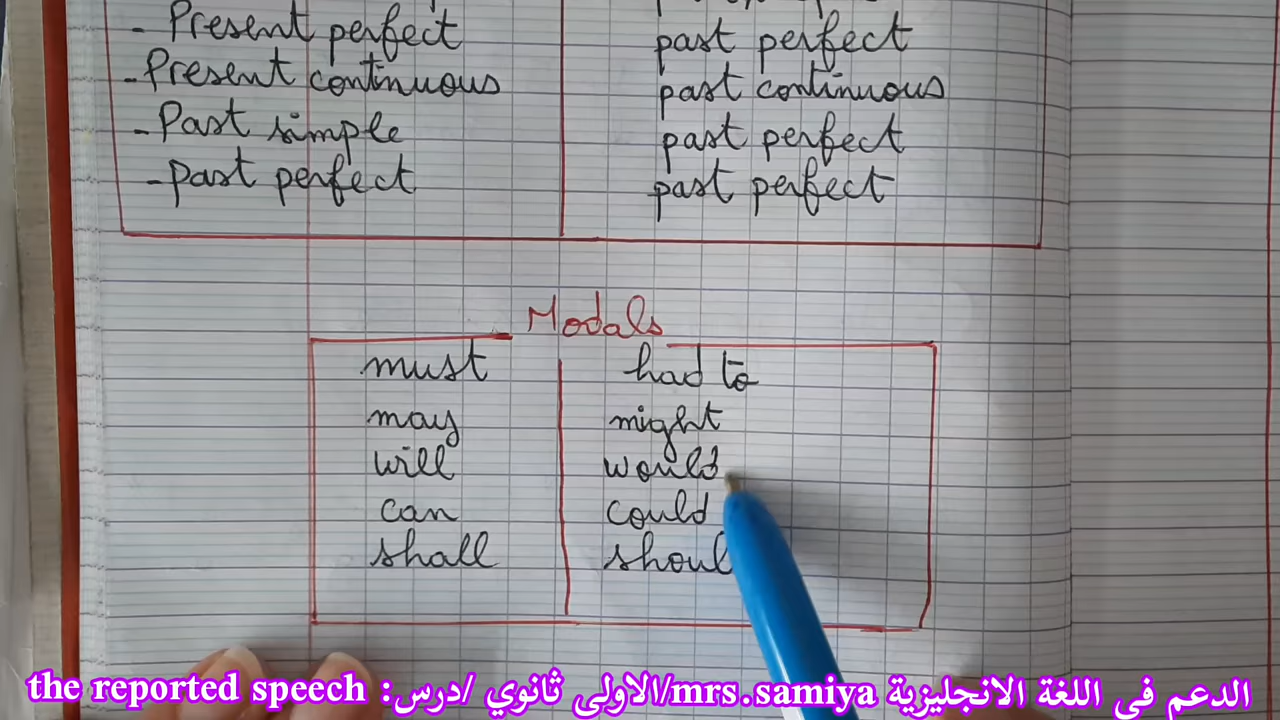 - Present perfect past perfect
- Present continuous past continuous
- Past simple past perfect
- past perfect past perfect
Modals
must had to
may might
will would
can could
shall shoul
الدعم في اللغة الانجليزية mrs.samiya/الاولى ثانوي /درس: the reported speech